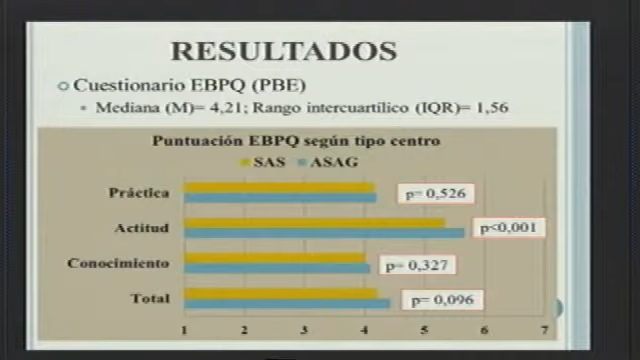 RESULTADOS
Cuestionario EBPQ (PBE)
Mediana (M)= 4,21; Rango intercuartílico (IQR)= 1,56
Puntuación EBPQ según tipo centro
SAS ASAG
Práctica p= 0,526
Actitud p<0,001
Conocimiento p= 0,327
Total p= 0,096
1 2 3 4 5 6 7